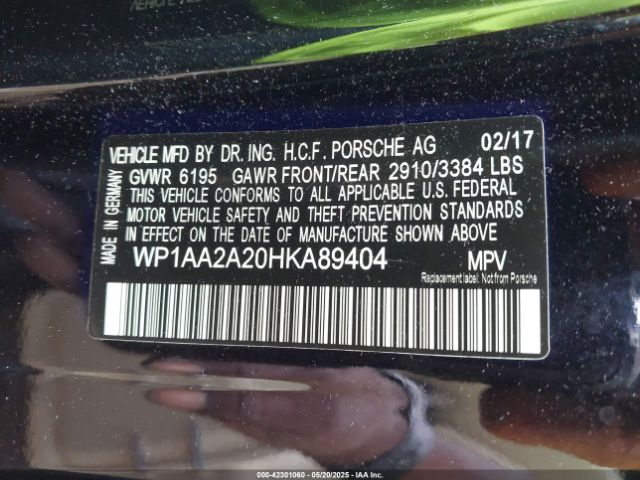 VEHICLE MFD BY DR. ING. H.C.F. PORSCHE AG 02/17
GVWR 6195 GAWR FRONT/REAR 2910/3384 LBS
THIS VEHICLE CONFORMS TO ALL APPLICABLE U.S. FEDERAL
MOTOR VEHICLE SAFETY AND THEFT PREVENTION STANDARDS
IN EFFECT ON THE DATE OF MANUFACTURE SHOWN ABOVE
WP1AA2A20HKA89404 MPV
Replacement label: Not from Porsche
MADE IN GERMANY
000-42301060 - 05/20/2025 - IAAI.COM